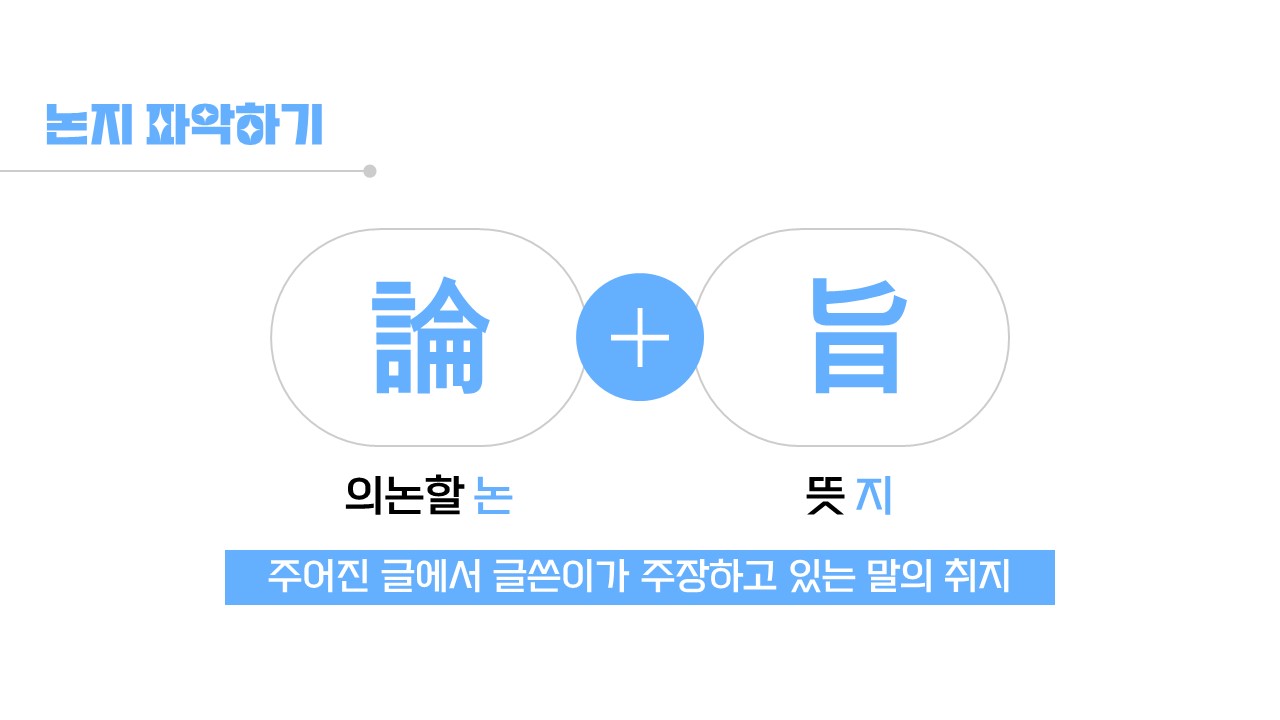 논지 파악하기
論 + 旨
의논할 논
뜻 지
주어진 글에서 글쓴이가 주장하고 있는 말의 취지